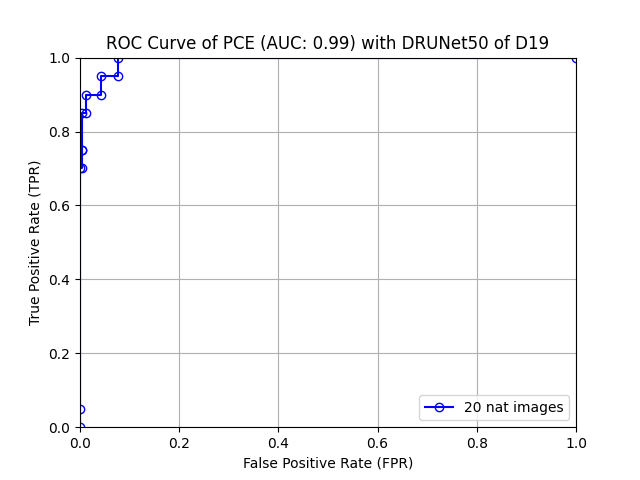 ROC Curve of PCE (AUC: 0.99) with DRUNet50 of D19
True Positive Rate (TPR)
1.0
0.8
0.6
0.4
0.2
0.0
20 nat images
0.0 0.2 0.4 0.6 0.8 1.0
False Positive Rate (FPR)